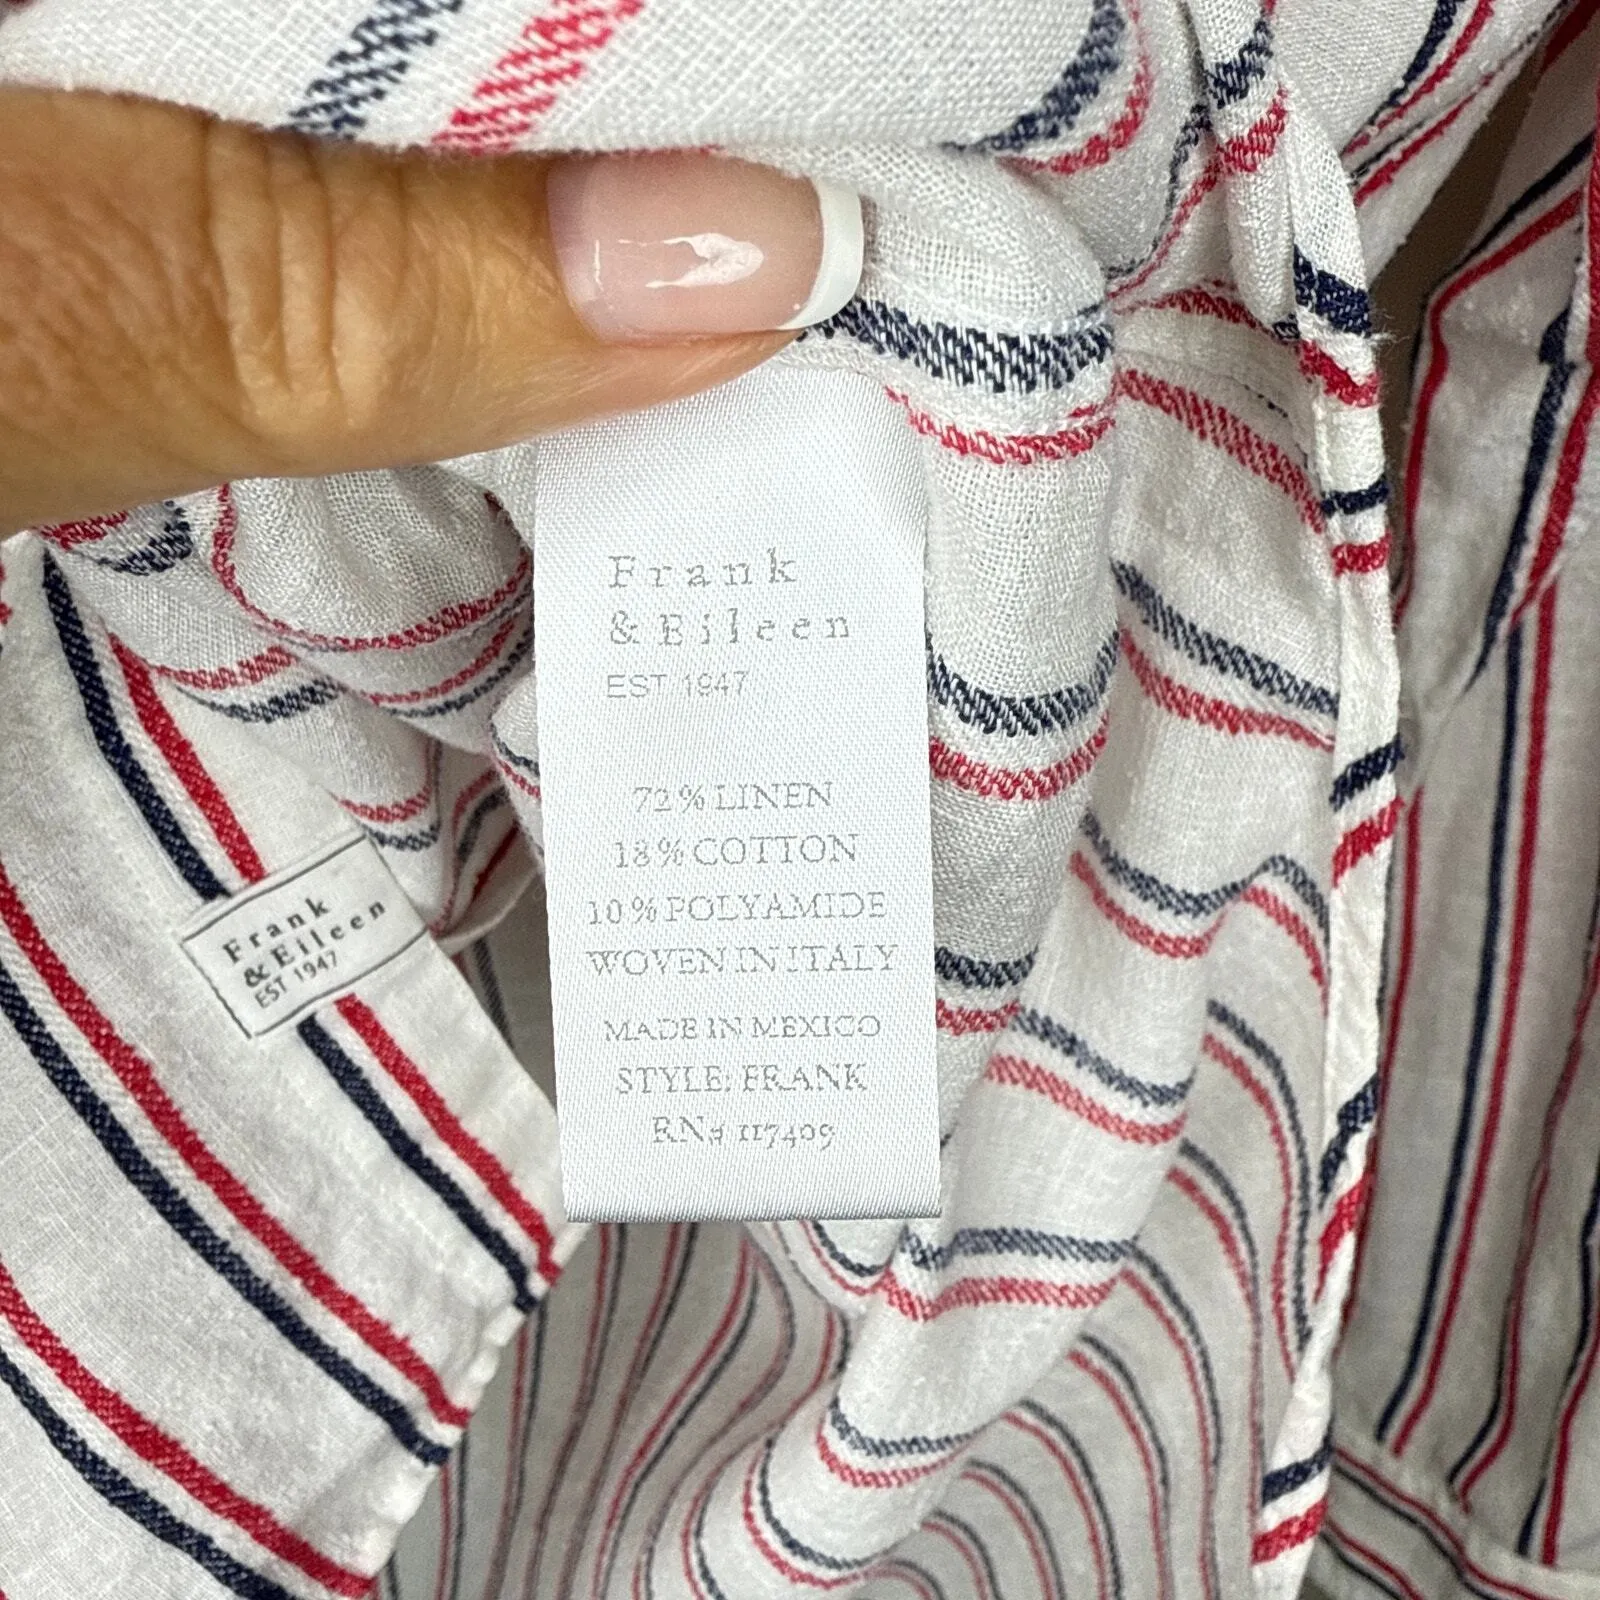 Frank
& Eileen
EST 1947
72% LINEN
18% COTTON
10% POLYAMIDE
WOVEN IN ITALY
MADE IN MEXICO
STYLE: FRANK
RN# 117409
Frank
& Eileen
EST 1947